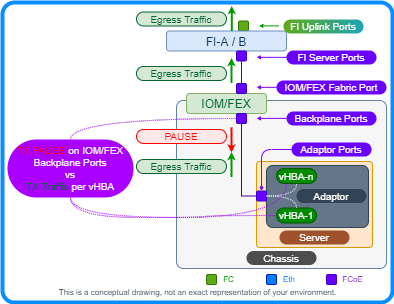 Egress Traffic
FI Uplink Ports
FI-A / B
FI Server Ports
Egress Traffic
IOM/FEX Fabric Port
IOM/FEX
Backplane Ports
PAUSE
on IOM/FEX
Backplane Ports
vs
per vHBA
Adaptor Ports
Egress Traffic
vHBA-n
Adaptor
vHBA-1
Server
Chassis
FC
Eth
FCoE
This is a conceptual drawing, not an exact representation of your environment.